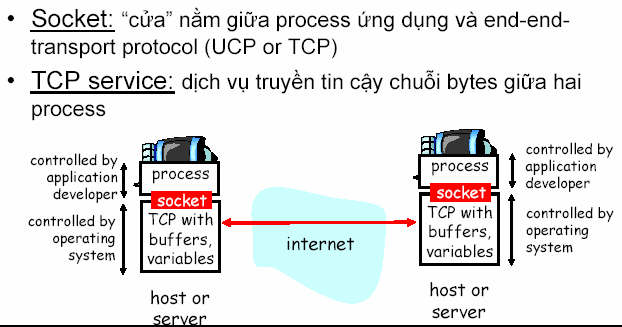 • Socket: “cửa” nằm giữa process ứng dụng và end-end-
transport protocol (UCP or TCP)
• TCP service: dịch vụ truyền tin cậy chuỗi bytes giữa hai
process
controlled by
application
developer
process
socket
controlled by
operating
system
TCP with
buffers,
variables
host or
server
internet
process
socket
TCP with
buffers,
variables
host or
server
controlled by
application
developer
controlled by
operating
system